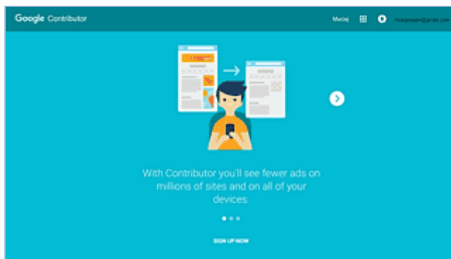 Google Contributor
Maciej
With Contributor you'll see fewer ads on
millions of sites and on all of your
devices.
SIGN UP NOW